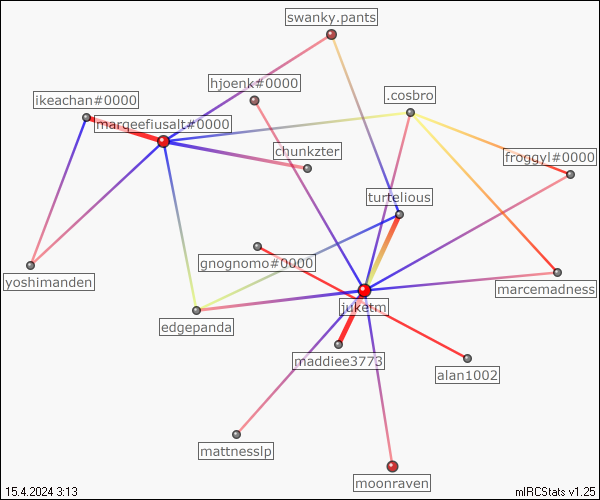 swanky.pants
hjoenk#0000
.cosbro
ikeachan#0000
marqeefiusalt#0000
chunkzter
froggyl#0000
turtelious
gnognomo#0000
yoshimanden
marcemadness
juketm
edgepanda
maddiee3773
alan1002
mattnesslp
moonraven
15.4.2024 3:13
mIRCStats v1.25